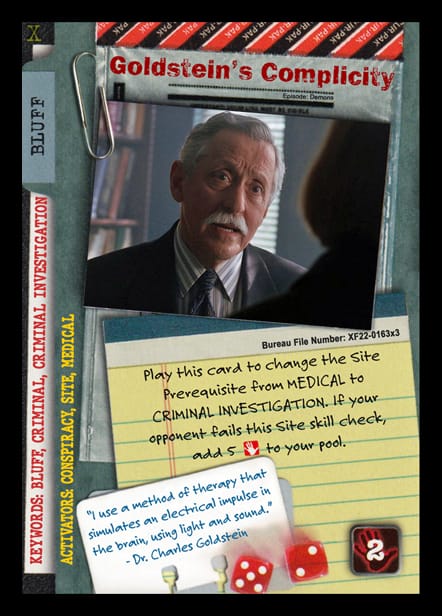 X
BLUFF
KEYWORDS: BLUFF, CRIMINAL, CRIMINAL INVESTIGATION
ACTIVATORS: CONSPIRACY, SITE, MEDICAL
Goldstein's Complicity
Episode: Demons
Bureau File Number: XF22-0163x3
Play this card to change the Site
Prerequisite from MEDICAL to
CRIMINAL INVESTIGATION. If your
opponent fails this Site skill check,
add 5 to your pool.
"I use a method of therapy that
simulates an electrical impulse in
the brain, using light and sound."
- Dr. Charles Goldstein
2